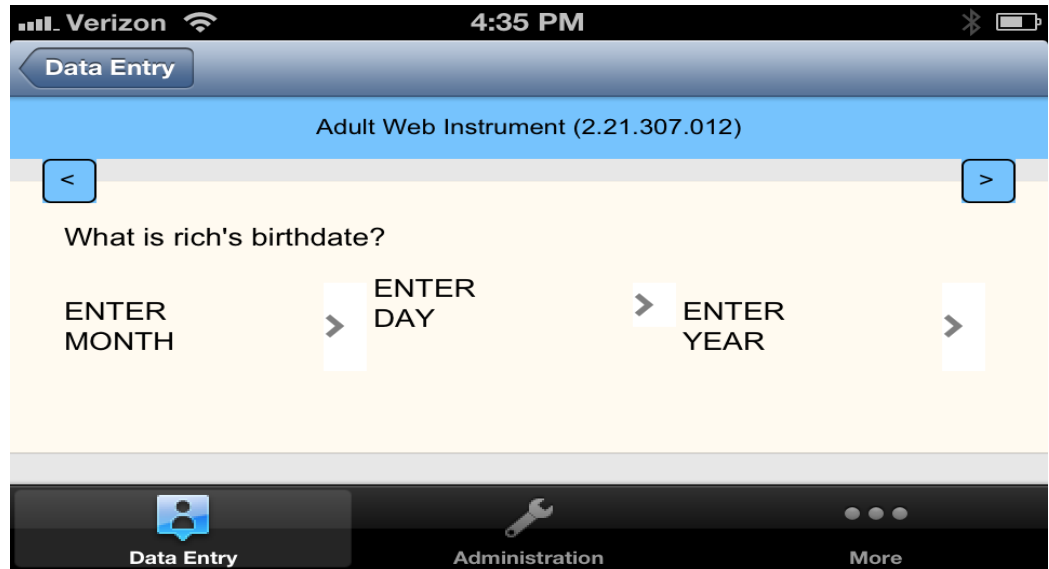 Verizon 4:35 PM
Data Entry
Adult Web Instrument (2.21.307.012)
< >
What is rich's birthdate?
ENTER
MONTH
>
ENTER
DAY
>
ENTER
YEAR
>
Data Entry Administration More